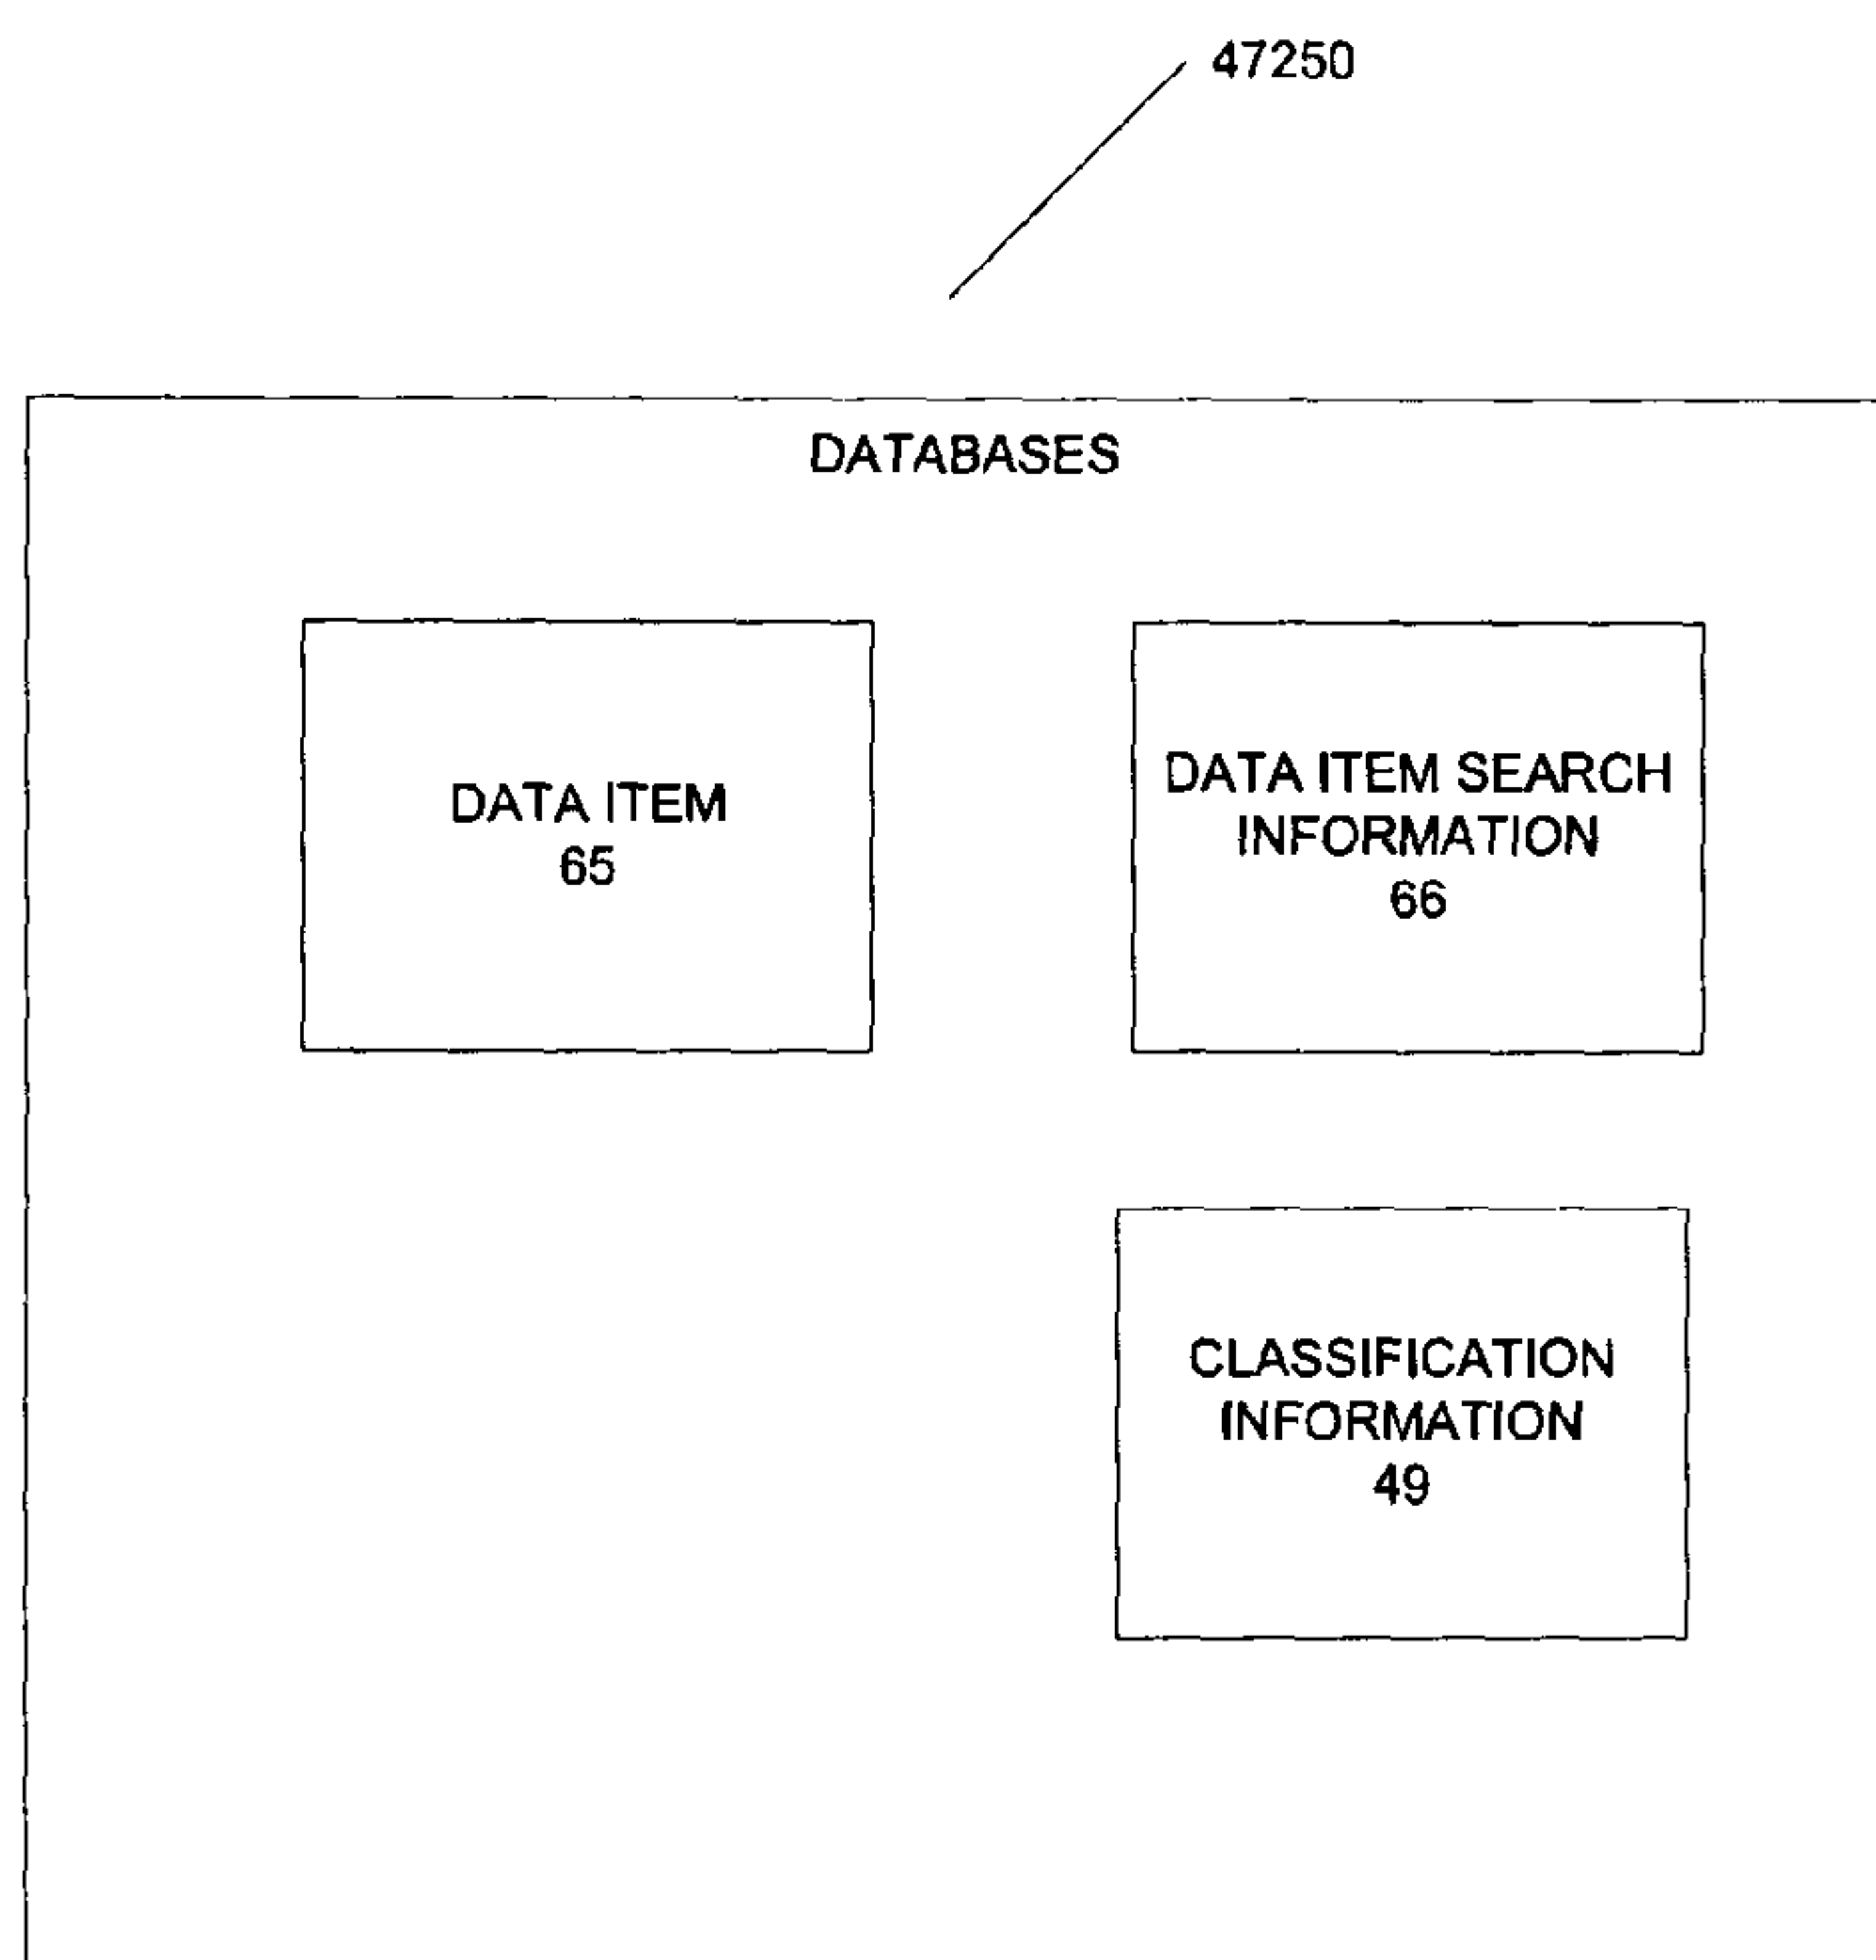 47250
DATABASES
DATA ITEM
65
DATA ITEM SEARCH
INFORMATION
66
CLASSIFICATION
INFORMATION
49